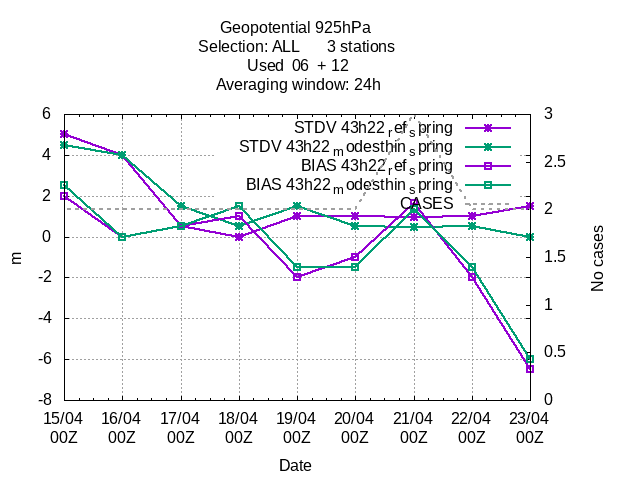 Geopotential 925hPa
Selection: ALL 3 stations
Used 06 + 12
Averaging window: 24h
STDV 43h22_ref_spring
STDV 43h22_modesthin_spring
BIAS 43h22_ref_spring
BIAS 43h22_modesthin_spring
CASES
6
4
2
0
-2
-4
-6
-8
m
3
2.5
2
1.5
1
0.5
0
No cases
15/04 16/04 17/04 18/04 19/04 20/04 21/04 22/04 23/04
00Z 00Z 00Z 00Z 00Z 00Z 00Z 00Z 00Z
Date